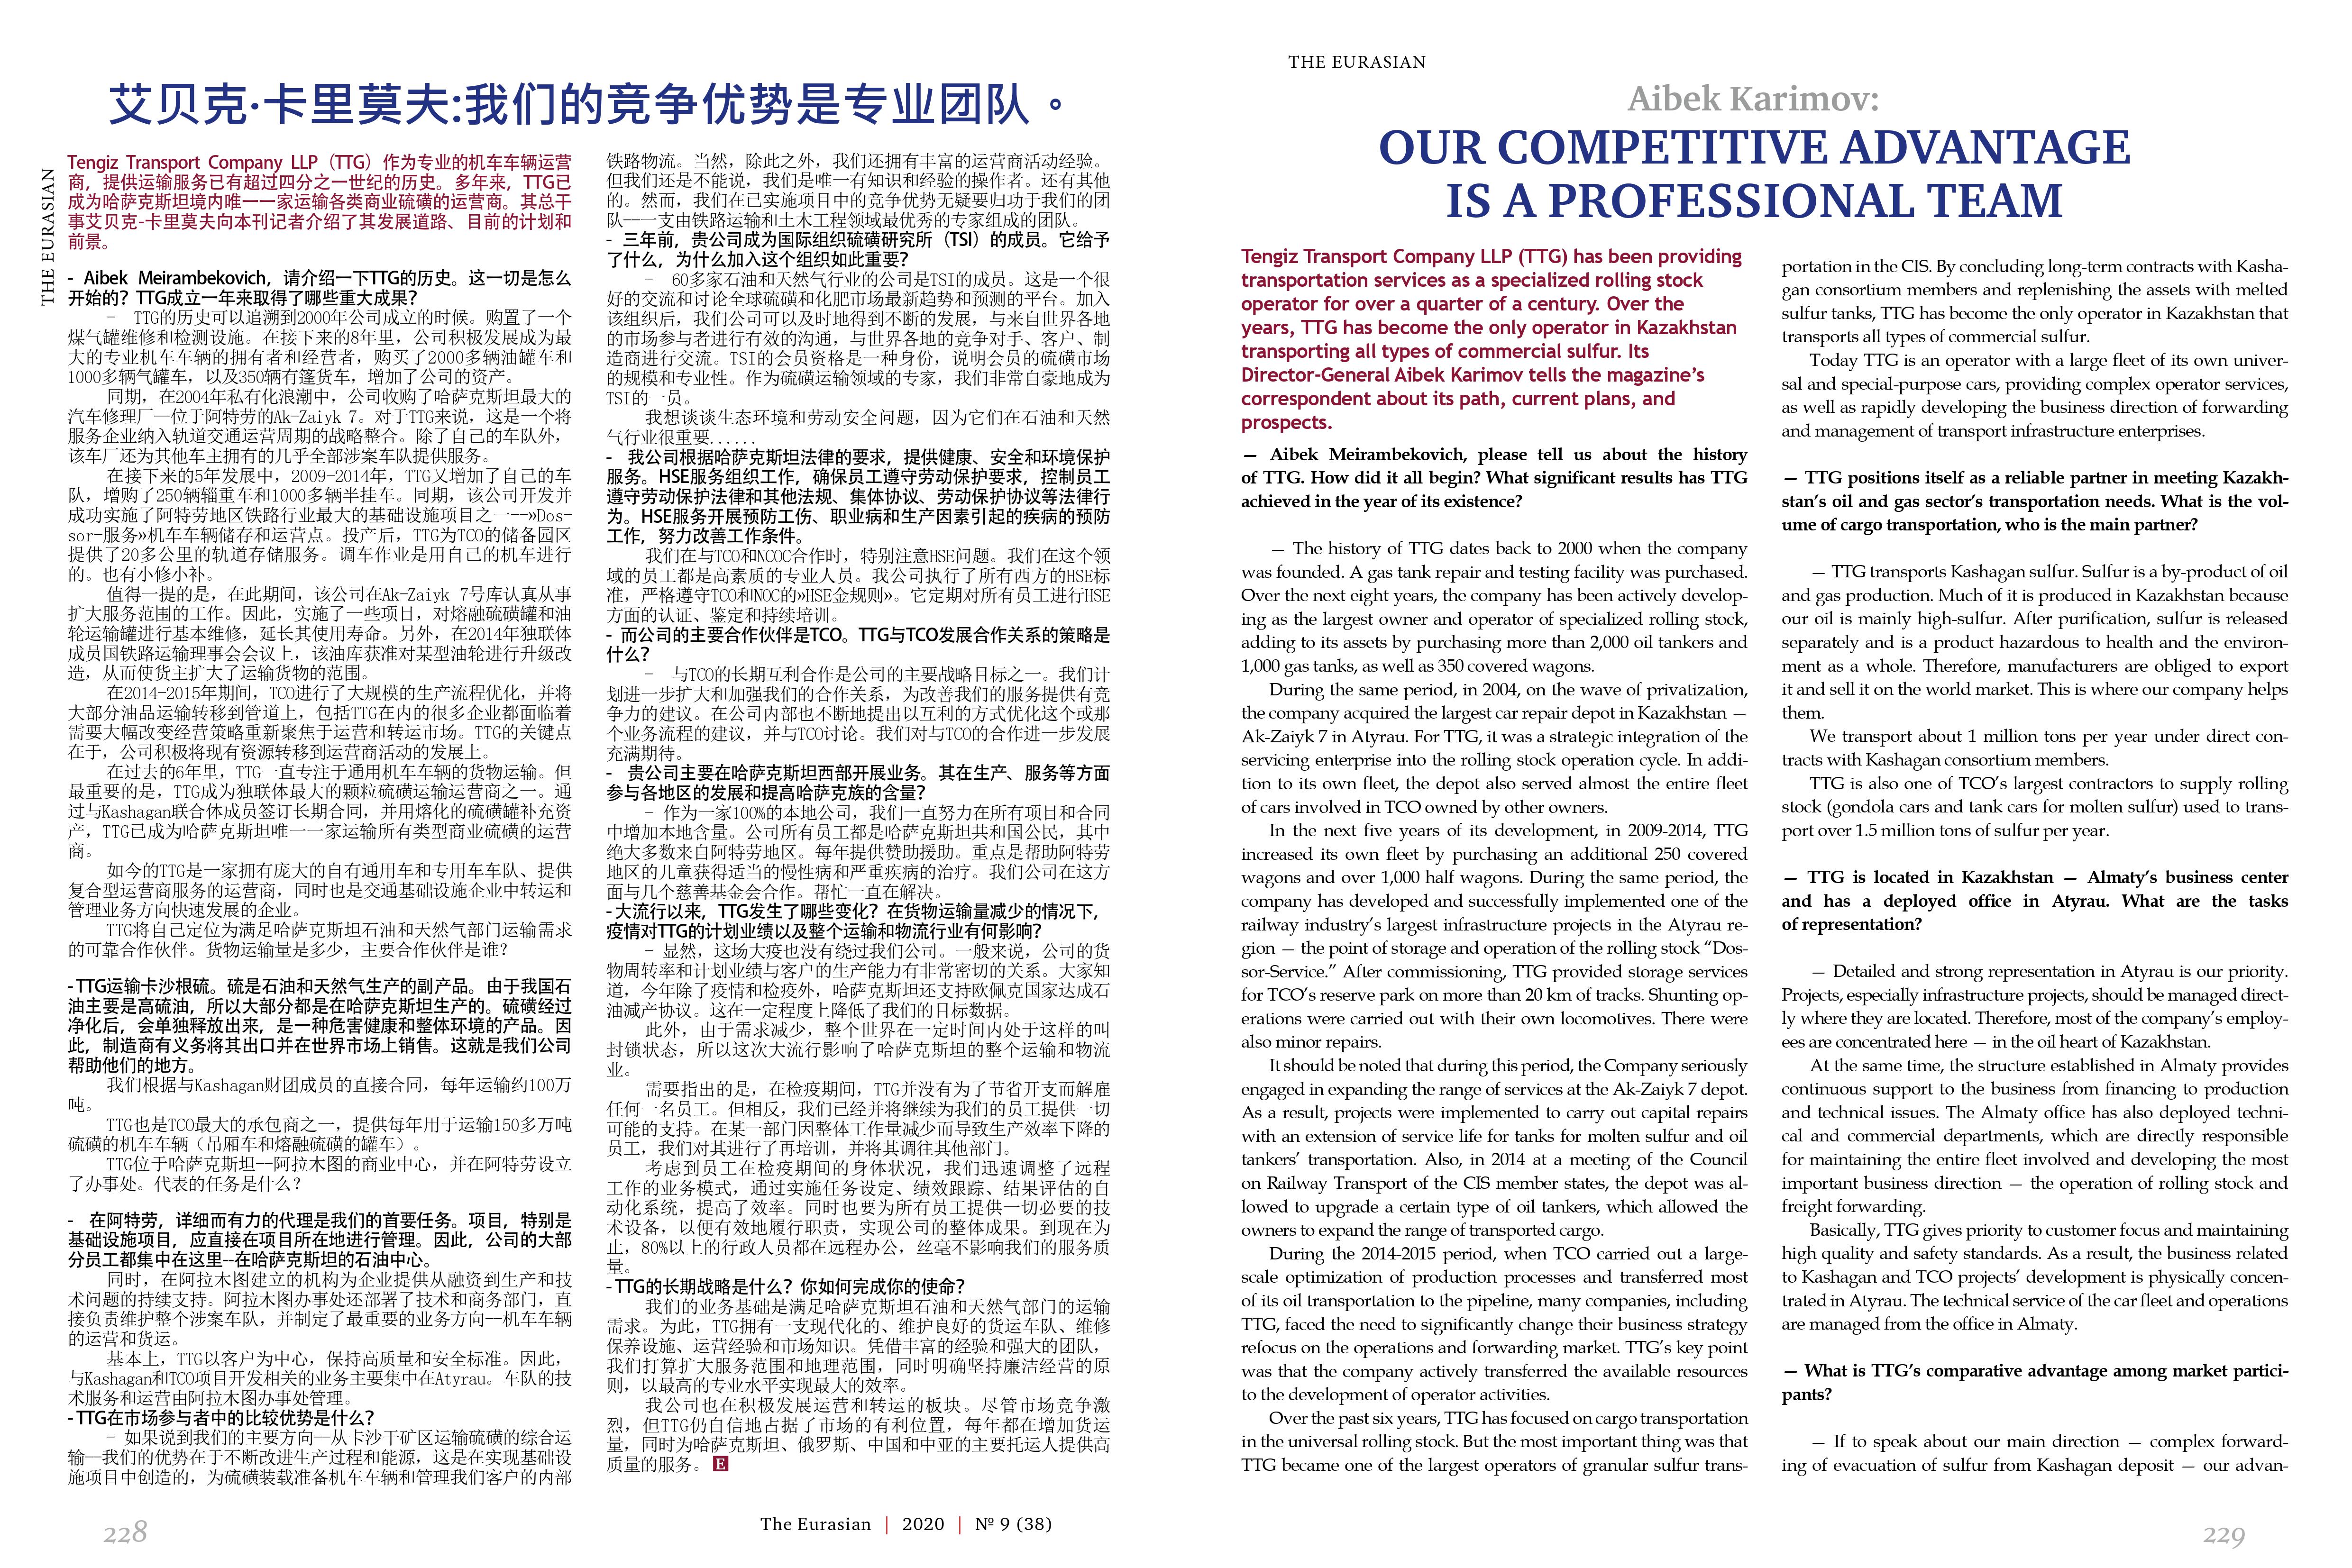 艾贝克·卡里莫夫:我们的竞争优势是专业团队。
THE EURASIAN
Tengiz Transport Company LLP（TTG）作为专业的机车车辆运营
商，提供运输服务已有超过四分之一世纪的历史。多年来，TTG已
成为哈萨克斯坦境内唯一一家运输各类商业硫磺的运营商。其总干
事艾贝克-卡里莫夫向本刊记者介绍了其发展道路、目前的计划和
前景。
- Aibek Meirambekovich，请介绍一下TTG的历史。这一切是怎么
开始的？TTG成立一年来取得了哪些重大成果？
– TTG的历史可以追溯到2000年公司成立的时候。购置了一个
煤气罐维修和检测设施。在接下来的8年里，公司积极发展成为最
大的专业机车车辆的拥有者和经营者，购买了2000多辆油罐车和
1000多辆气罐车，以及350辆有篷货车，增加了公司的资产。
同期，在2004年私有化浪潮中，公司收购了哈萨克斯坦最大的
汽车修理厂—位于阿特劳的Ak-Zaiyk 7。对于TTG来说，这是一个将
服务企业纳入轨道交通运营周期的战略整合。除了自己的车队外，
该车厂还为其他车主拥有的几乎全部涉案车队提供服务。
在接下来的5年发展中，2009-2014年，TTG又增加了自己的车
队，增购了250辆辎重车和1000多辆半挂车。同期，该公司开发并
成功实施了阿特劳地区铁路行业最大的基础设施项目之一--»Dos-
sor-服务»机车车辆储存和运营点。投产后，TTG为TCO的储备园区
提供了20多公里的轨道存储服务。调车作业是用自己的机车进行
的。也有小修小补。
值得一提的是，在此期间，该公司在Ak-Zaiyk 7号库认真从事
扩大服务范围的工作。因此，实施了一些项目，对熔融硫磺罐和油
轮运输罐进行基本维修，延长其使用寿命。另外，在2014年独联体
成员国铁路运输理事会会议上，该油库获准对某型油轮进行升级改
造，从而使货主扩大了运输货物的范围。
在2014-2015年期间，TCO进行了大规模的生产流程优化，并将
大部分油品运输转移到管道上，包括TTG在内的很多企业都面临着
需要大幅改变经营策略重新聚焦于运营和转运市场。TTG的关键点
在于，公司积极将现有资源转移到运营商活动的发展上。
在过去的6年里，TTG一直专注于通用机车车辆的货物运输。但
最重要的是，TTG成为独联体最大的颗粒硫磺运输运营商之一。通
过与Kashagan联合体成员签订长期合同，并用熔化的硫磺罐补充资
产，TTG已成为哈萨克斯坦唯一一家运输所有类型商业硫磺的运营
商。
如今的TTG是一家拥有庞大的自有通用车和专用车车队、提供
复合型运营商服务的运营商，同时也是交通基础设施企业中转运和
管理业务方向快速发展的企业。
TTG将自己定位为满足哈萨克斯坦石油和天然气部门运输需求
的可靠合作伙伴。货物运输量是多少，主要合作伙伴是谁？
-TTG运输卡沙根硫。硫是石油和天然气生产的副产品。由于我国石
油主要是高硫油，所以大部分都是在哈萨克斯坦生产的。硫磺经过
净化后，会单独释放出来，是一种危害健康和整体环境的产品。因
此，制造商有义务将其出口并在世界市场上销售。这就是我们公司
帮助他们的地方。
我们根据与Kashagan财团成员的直接合同，每年运输约100万
吨。
TTG也是TCO最大的承包商之一，提供每年用于运输150多万吨
硫磺的机车车辆（吊厢车和熔融硫磺的罐车）。
TTG位于哈萨克斯坦—阿拉木图的商业中心，并在阿特劳设立
了办事处。代表的任务是什么？
- 在阿特劳，详细而有力的代理是我们的首要任务。项目，特别是
基础设施项目，应直接在项目所在地进行管理。因此，公司的大部
分员工都集中在这里--在哈萨克斯坦的石油中心。
同时，在阿拉木图建立的机构为企业提供从融资到生产和技
术问题的持续支持。阿拉木图办事处还部署了技术和商务部门，直
接负责维护整个涉案车队，并制定了最重要的业务方向—机车车辆
的运营和货运。
基本上，TTG以客户为中心，保持高质量和安全标准。因此，
与Kashagan和TCO项目开发相关的业务主要集中在Atyrau。车队的技
术服务和运营由阿拉木图办事处管理。
-TTG在市场参与者中的比较优势是什么？
– 如果说到我们的主要方向—从卡沙干矿区运输硫磺的综合运
输—我们的优势在于不断改进生产过程和能源，这是在实现基础设
施项目中创造的，为硫磺装载准备机车车辆和管理我们客户的内部
铁路物流。当然，除此之外，我们还拥有丰富的运营商活动经验。
但我们还是不能说，我们是唯一有知识和经验的操作者。还有其他
的。然而，我们在已实施项目中的竞争优势无疑要归功于我们的团
队—一支由铁路运输和土木工程领域最优秀的专家组成的团队。
- 三年前，贵公司成为国际组织硫磺研究所（TSI）的成员。它给予
了什么，为什么加入这个组织如此重要？
– 60多家石油和天然气行业的公司是TSI的成员。这是一个很
好的交流和讨论全球硫磺和化肥市场最新趋势和预测的平台。加入
该组织后，我们公司可以及时地得到不断的发展，与来自世界各地
的市场参与者进行有效的沟通，与世界各地的竞争对手、客户、制
造商进行交流。TSI的会员资格是一种身份，说明会员的硫磺市场
的规模和专业性。作为硫磺运输领域的专家，我们非常自豪地成为
TSI的一员。
我想谈谈生态环境和劳动安全问题，因为它们在石油和天然
气行业很重要......
- 我公司根据哈萨克斯坦法律的要求，提供健康、安全和环境保护
服务。HSE服务组织工作，确保员工遵守劳动保护要求，控制员工
遵守劳动保护法律和其他法规、集体协议、劳动保护协议等法律行
为。HSE服务开展预防工伤、职业病和生产因素引起的疾病的预防
工作，努力改善工作条件。
我们在与TCO和NCOC合作时，特别注意HSE问题。我们在这个领
域的员工都是高素质的专业人员。我公司执行了所有西方的HSE标
准，严格遵守TCO和NOC的»HSE金规则»。它定期对所有员工进行HSE
方面的认证、鉴定和持续培训。
- 而公司的主要合作伙伴是TCO。TTG与TCO发展合作关系的策略是
什么？
– 与TCO的长期互利合作是公司的主要战略目标之一。我们计
划进一步扩大和加强我们的合作关系，为改善我们的服务提供有竞
争力的建议。在公司内部也不断地提出以互利的方式优化这个或那
个业务流程的建议，并与TCO讨论。我们对与TCO的合作进一步发展
充满期待。
- 贵公司主要在哈萨克斯坦西部开展业务。其在生产、服务等方面
参与各地区的发展和提高哈萨克族的含量？
– 作为一家100%的本地公司，我们一直努力在所有项目和合同
中增加本地含量。公司所有员工都是哈萨克斯坦共和国公民，其中
绝大多数来自阿特劳地区。每年提供赞助援助。重点是帮助阿特劳
地区的儿童获得适当的慢性病和严重疾病的治疗。我们公司在这方
面与几个慈善基金会合作。帮忙一直在解决。
-大流行以来，TTG发生了哪些变化？在货物运输量减少的情况下，
疫情对TTG的计划业绩以及整个运输和物流行业有何影响？
– 显然，这场大疫也没有绕过我们公司。一般来说，公司的货
物周转率和计划业绩与客户的生产能力有非常密切的关系。大家知
道，今年除了疫情和检疫外，哈萨克斯坦还支持欧佩克国家达成石
油减产协议。这在一定程度上降低了我们的目标数据。
此外，由于需求减少，整个世界在一定时间内处于这样的叫
封锁状态，所以这次大流行影响了哈萨克斯坦的整个运输和物流
业。
需要指出的是，在检疫期间，TTG并没有为了节省开支而解雇
任何一名员工。但相反，我们已经并将继续为我们的员工提供一切
可能的支持。在某一部门因整体工作量减少而导致生产效率下降的
员工，我们对其进行了再培训，并将其调往其他部门。
考虑到员工在检疫期间的身体状况，我们迅速调整了远程
工作的业务模式，通过实施任务设定、绩效跟踪、结果评估的自
动化系统，提高了效率。同时也要为所有员工提供一切必要的技
术设备，以便有效地履行职责，实现公司的整体成果。到现在为
止，80%以上的行政人员都在远程办公，丝毫不影响我们的服务质
量。
-TTG的长期战略是什么？你如何完成你的使命？
我们的业务基础是满足哈萨克斯坦石油和天然气部门的运输
需求。为此，TTG拥有一支现代化的、维护良好的货运车队、维修
保养设施、运营经验和市场知识。凭借丰富的经验和强大的团队，
我们打算扩大服务范围和地理范围，同时明确坚持廉洁经营的原
则，以最高的专业水平实现最大的效率。
我公司也在积极发展运营和转运的板块。尽管市场竞争激
烈，但TTG仍自信地占据了市场的有利位置，每年都在增加货运
量，同时为哈萨克斯坦、俄罗斯、中国和中亚的主要托运人提供高
质量的服务。E
228
The Eurasian | 2020 | № 9 (38)
THE EURASIAN
Aibek Karimov:
OUR COMPETITIVE ADVANTAGE
IS A PROFESSIONAL TEAM
Tengiz Transport Company LLP (TTG) has been providing
transportation services as a specialized rolling stock
operator for over a quarter of a century. Over the
years, TTG has become the only operator in Kazakhstan
transporting all types of commercial sulfur. Its
Director-General Aibek Karimov tells the magazine’s
correspondent about its path, current plans, and
prospects.
— Aibek Meirambekovich, please tell us about the history
of TTG. How did it all begin? What significant results has TTG
achieved in the year of its existence?
— The history of TTG dates back to 2000 when the company
was founded. A gas tank repair and testing facility was purchased.
Over the next eight years, the company has been actively develop-
ing as the largest owner and operator of specialized rolling stock,
adding to its assets by purchasing more than 2,000 oil tankers and
1,000 gas tanks, as well as 350 covered wagons.
During the same period, in 2004, on the wave of privatization,
the company acquired the largest car repair depot in Kazakhstan —
Ak-Zaiyk 7 in Atyrau. For TTG, it was a strategic integration of the
servicing enterprise into the rolling stock operation cycle. In addi-
tion to its own fleet, the depot also served almost the entire fleet
of cars involved in TCO owned by other owners.
In the next five years of its development, in 2009-2014, TTG
increased its own fleet by purchasing an additional 250 covered
wagons and over 1,000 half wagons. During the same period, the
company has developed and successfully implemented one of the
railway industry’s largest infrastructure projects in the Atyrau re-
gion — the point of storage and operation of the rolling stock “Dos-
sor-Service.” After commissioning, TTG provided storage services
for TCO’s reserve park on more than 20 km of tracks. Shunting op-
erations were carried out with their own locomotives. There were
also minor repairs.
It should be noted that during this period, the Company seriously
engaged in expanding the range of services at the Ak-Zaiyk 7 depot.
As a result, projects were implemented to carry out capital repairs
with an extension of service life for tanks for molten sulfur and oil
tankers’ transportation. Also, in 2014 at a meeting of the Council
on Railway Transport of the CIS member states, the depot was al-
lowed to upgrade a certain type of oil tankers, which allowed the
owners to expand the range of transported cargo.
During the 2014-2015 period, when TCO carried out a large-
scale optimization of production processes and transferred most
of its oil transportation to the pipeline, many companies, including
TTG, faced the need to significantly change their business strategy
refocus on the operations and forwarding market. TTG’s key point
was that the company actively transferred the available resources
to the development of operator activities.
Over the past six years, TTG has focused on cargo transportation
in the universal rolling stock. But the most important thing was that
TTG became one of the largest operators of granular sulfur trans-
portation in the CIS. By concluding long-term contracts with Kasha-
gan consortium members and replenishing the assets with melted
sulfur tanks, TTG has become the only operator in Kazakhstan that
transports all types of commercial sulfur.
Today TTG is an operator with a large fleet of its own univer-
sal and special-purpose cars, providing complex operator services,
as well as rapidly developing the business direction of forwarding
and management of transport infrastructure enterprises.
— TTG positions itself as a reliable partner in meeting Kazakh-
stan’s oil and gas sector’s transportation needs. What is the vol-
ume of cargo transportation, who is the main partner?
— TTG transports Kashagan sulfur. Sulfur is a by-product of oil
and gas production. Much of it is produced in Kazakhstan because
our oil is mainly high-sulfur. After purification, sulfur is released
separately and is a product hazardous to health and the environ-
ment as a whole. Therefore, manufacturers are obliged to export
it and sell it on the world market. This is where our company helps
them.
We transport about 1 million tons per year under direct con-
tracts with Kashagan consortium members.
TTG is also one of TCO’s largest contractors to supply rolling
stock (gondola cars and tank cars for molten sulfur) used to trans-
port over 1.5 million tons of sulfur per year.
— TTG is located in Kazakhstan — Almaty’s business center
and has a deployed office in Atyrau. What are the tasks
of representation?
— Detailed and strong representation in Atyrau is our priority.
Projects, especially infrastructure projects, should be managed direct-
ly where they are located. Therefore, most of the company’s employ-
ees are concentrated here — in the oil heart of Kazakhstan.
At the same time, the structure established in Almaty provides
continuous support to the business from financing to production
and technical issues. The Almaty office has also deployed techni-
cal and commercial departments, which are directly responsible
for maintaining the entire fleet involved and developing the most
important business direction — the operation of rolling stock and
freight forwarding.
Basically, TTG gives priority to customer focus and maintaining
high quality and safety standards. As a result, the business related
to Kashagan and TCO projects’ development is physically concen-
trated in Atyrau. The technical service of the car fleet and operations
are managed from the office in Almaty.
— What is TTG’s comparative advantage among market partici-
pants?
— If to speak about our main direction — complex forward-
ing of evacuation of sulfur from Kashagan deposit — our advan-
229